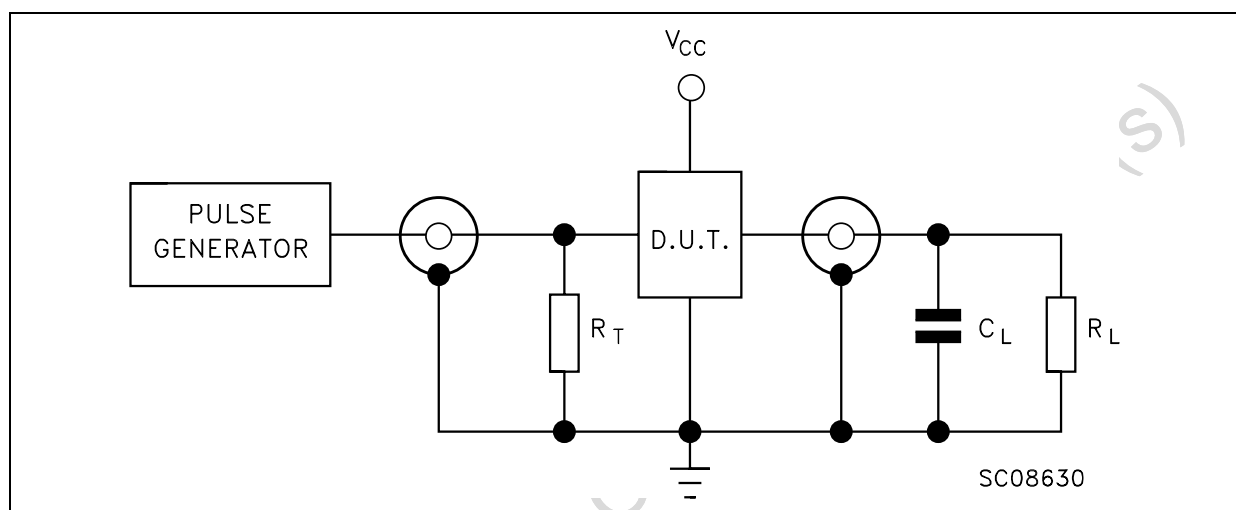 VCC
PULSE
GENERATOR
D.U.T.
RT
CL
RL
SC08630
(s)